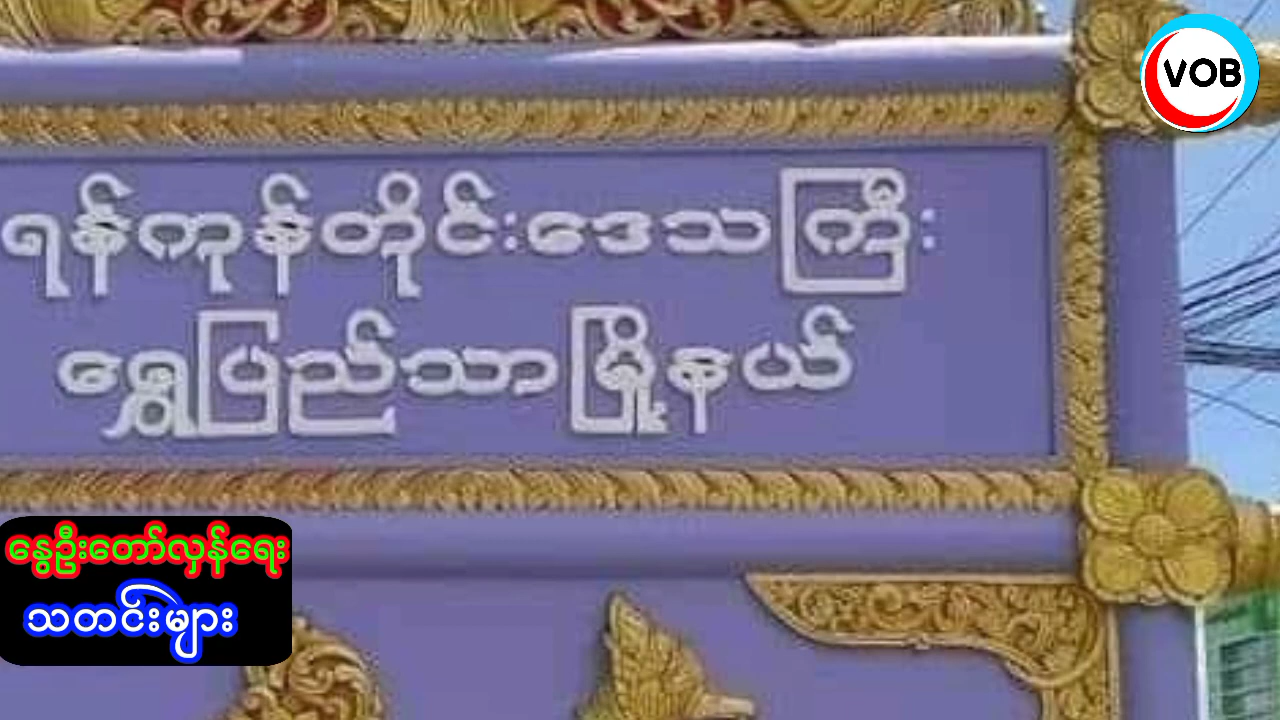 ရန်ကုန်တိုင်းဒေသကြီး
ရွှေပြည်သာမြို့နယ်
VOB
နွေဦးတော်လှန်ရေး
သတင်းများ